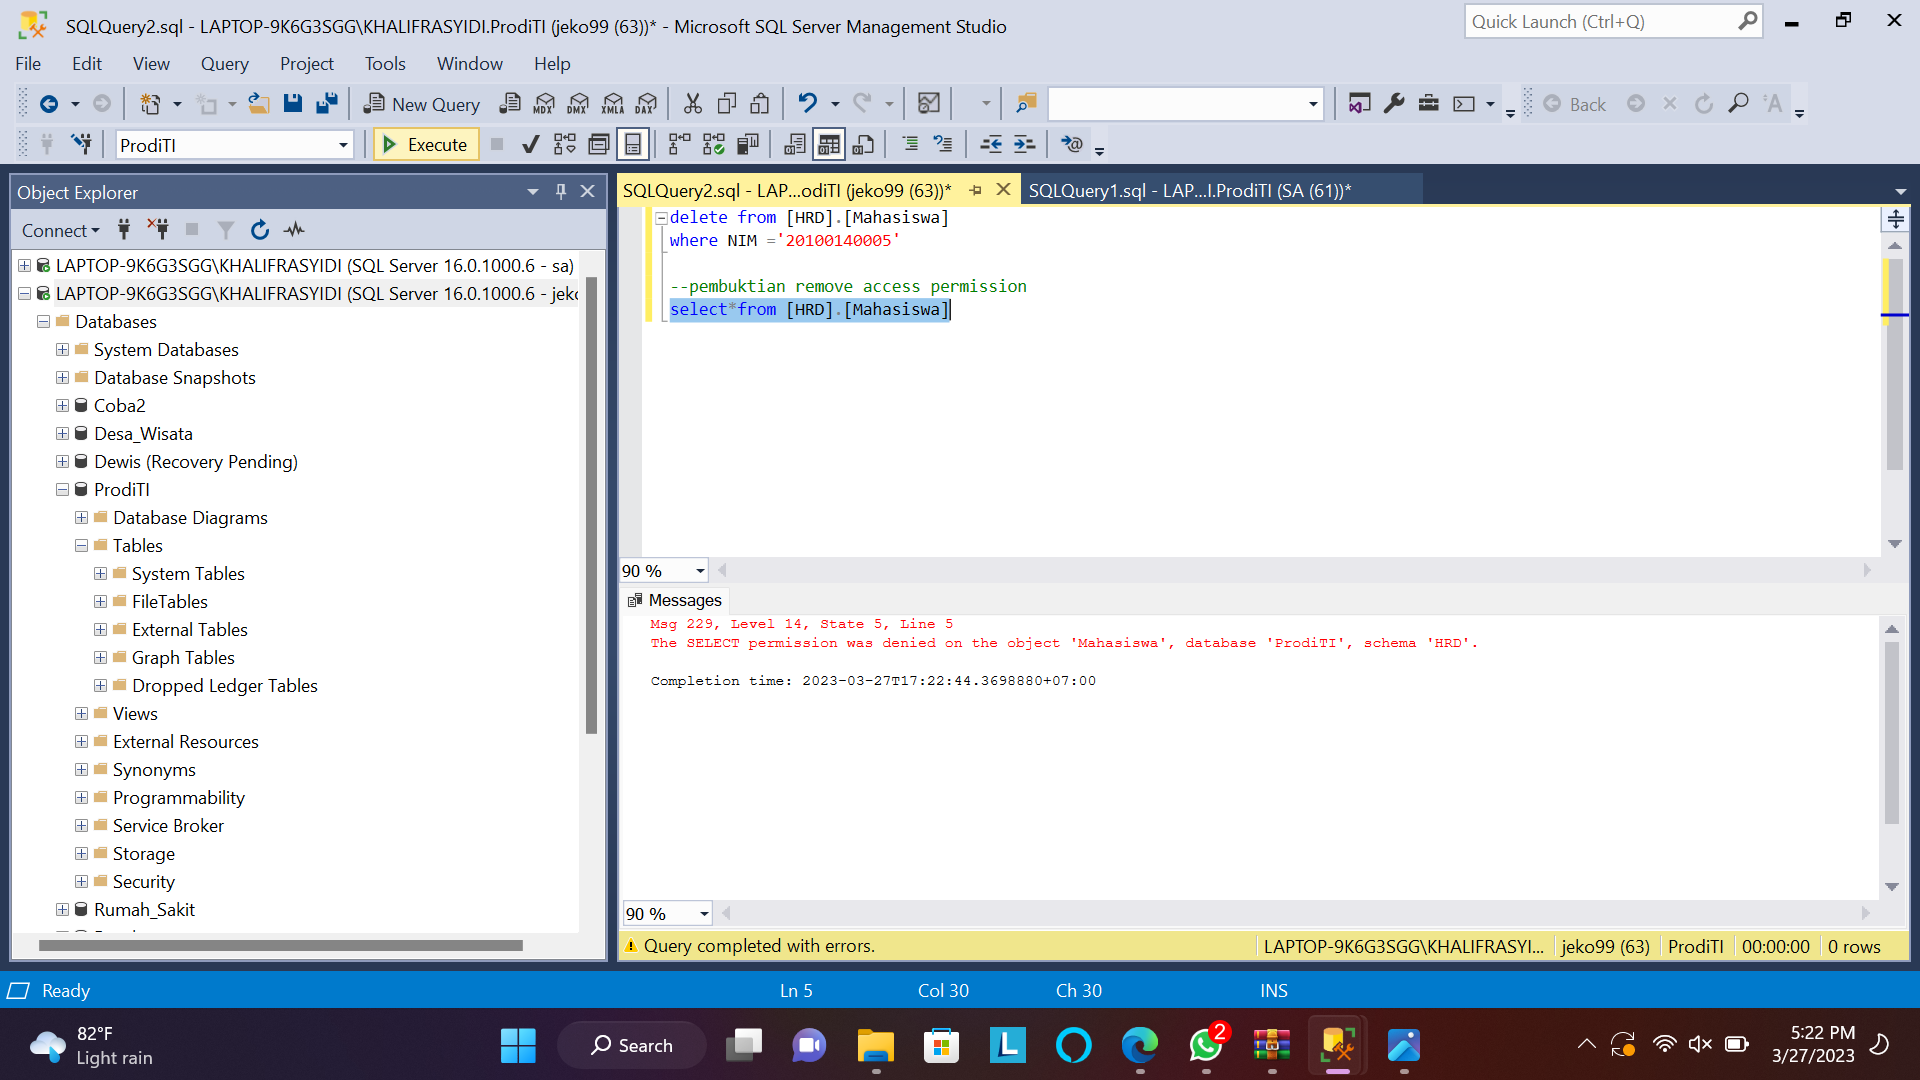 SQLQuery2.sql - LAPTOP-9K6G3SGG\KHALIFRASYIDI.ProdiTI (jeko99 (63))* - Microsoft SQL Server Management Studio
Quick Launch (Ctrl+Q)
File Edit View Query Project Tools Window Help
New Query MDX DMX XMLA DAX Back
ProdiTI Execute
Object Explorer
SQLQuery2.sql - LAP...odiTI (jeko99 (63))* SQLQuery1.sql - LAP...I.ProdiTI (SA (61))*
Connect
LAPTOP-9K6G3SGG\KHALIFRASYIDI (SQL Server 16.0.1000.6 - sa)
LAPTOP-9K6G3SGG\KHALIFRASYIDI (SQL Server 16.0.1000.6 - jek
Databases
System Databases
Database Snapshots
Coba2
Desa_Wisata
Dewis (Recovery Pending)
ProdiTI
Database Diagrams
Tables
System Tables
FileTables
External Tables
Graph Tables
Dropped Ledger Tables
Views
External Resources
Synonyms
Programmability
Service Broker
Storage
Security
Rumah_Sakit
delete from [HRD].[Mahasiswa]
where NIM ='20100140005'
--pembuktian remove access permission
select*from [HRD].[Mahasiswa]
90 %
Messages
Msg 229, Level 14, State 5, Line 5
The SELECT permission was denied on the object 'Mahasiswa', database 'ProdiTI', schema 'HRD'.
Completion time: 2023-03-27T17:22:44.3698880+07:00
90 %
Query completed with errors. LAPTOP-9K6G3SGG\KHALIFRASYI... jeko99 (63) ProdiTI 00:00:00 0 rows
Ready Ln 5 Col 30 Ch 30 INS
82°F
Light rain
Search
L
2
5:22 PM
3/27/2023